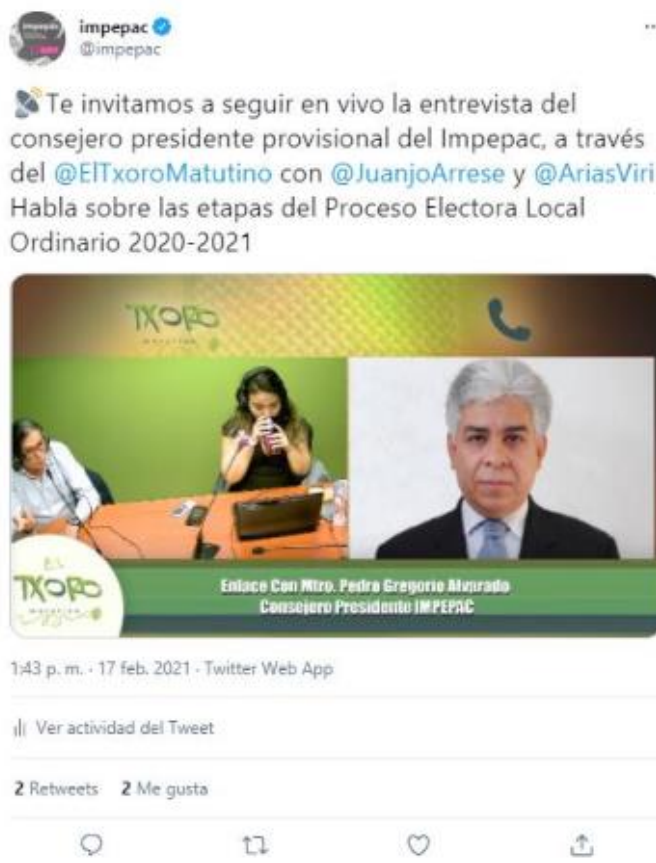 impepac
@impepac
Te invitamos a seguir en vivo la entrevista del
consejero presidente provisional del Impepac, a través
del @ElTxoroMatutino con @JuanjoArrese y @AriasViri
Habla sobre las etapas del Proceso Electora Local
Ordinario 2020-2021
TXORO
EL
TXORO
Enlace Con Mtro. Pedro Gregorio Alvarado
Consejero Presidente IMPEPAC
1:43 p. m. · 17 feb. 2021 · Twitter Web App
Ver actividad del Tweet
2 Retweets 2 Me gusta